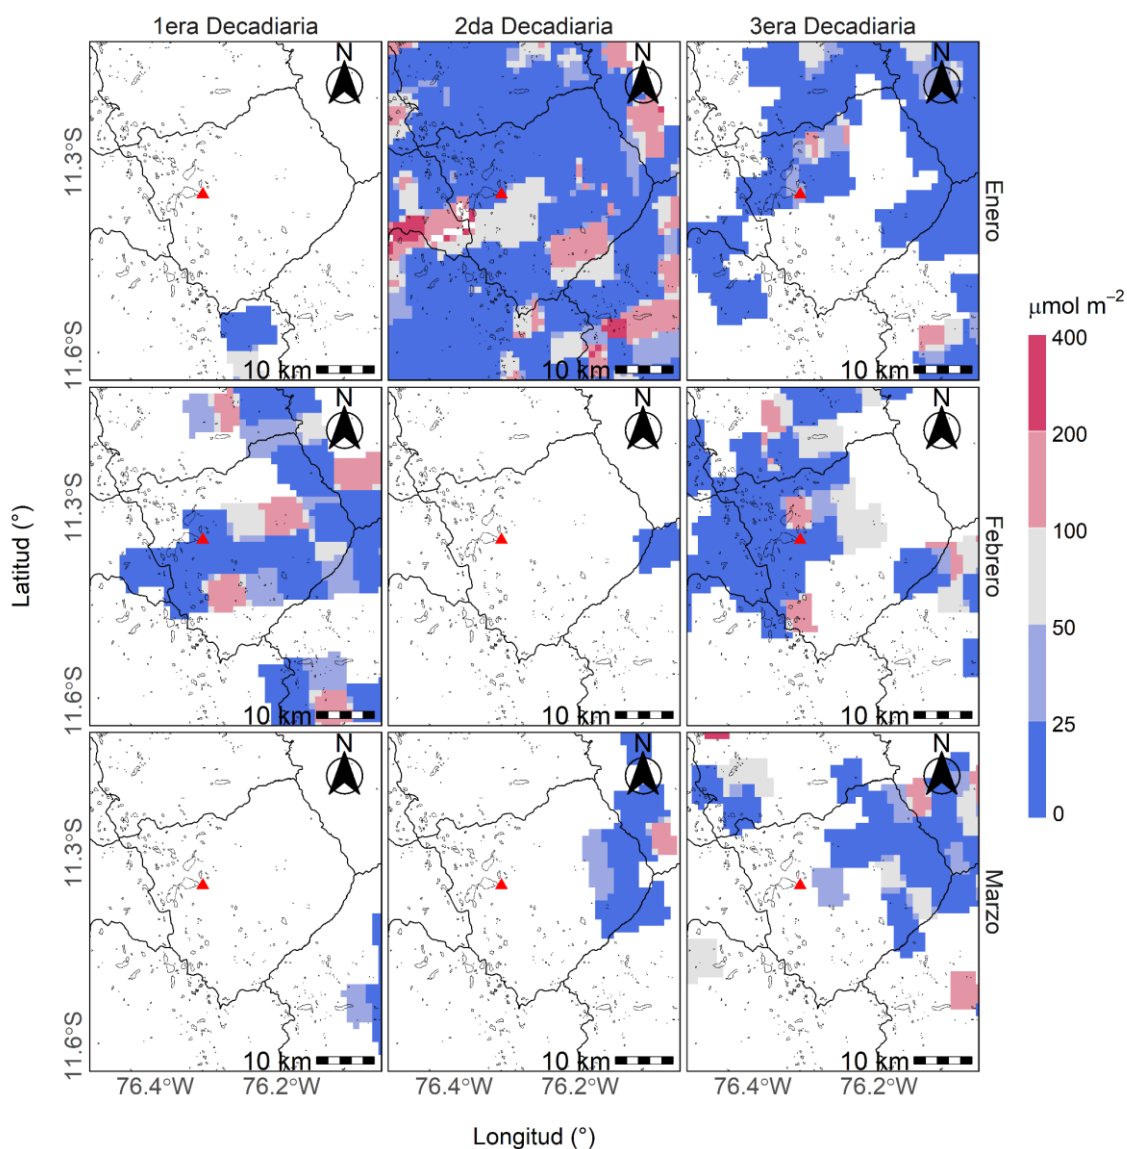 1era Decadiaria
2da Decadiaria
3era Decadiaria
N
N
N
11.3°S
11.6°S
10 km
10 km
10 km
Enero
N
N
N
11.3°S
11.6°S
10 km
10 km
10 km
Febrero
N
N
N
11.3°S
11.6°S
10 km
10 km
10 km
Marzo
76.4°W
76.2°W
76.4°W
76.2°W
76.4°W
76.2°W
Latitud (°)
Longitud (°)
μmol m⁻²
400
200
100
50
25
0